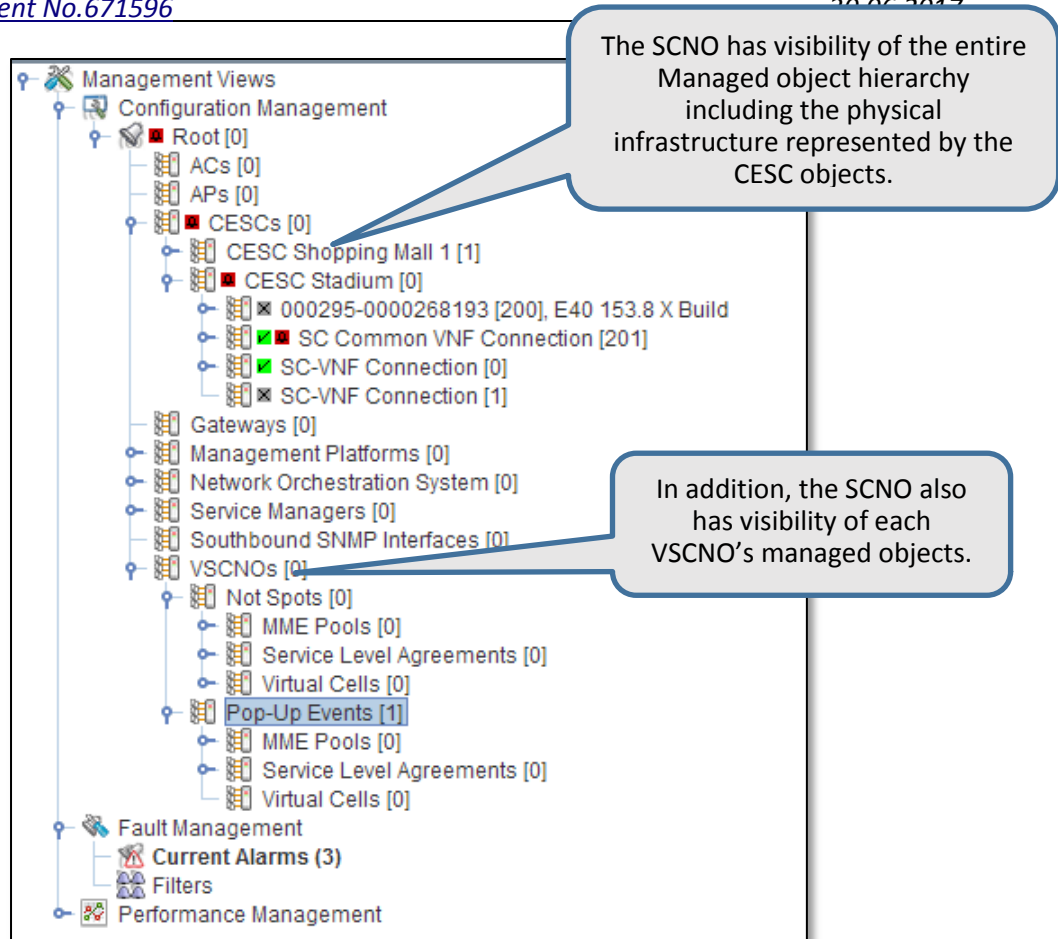 ent No.671596
The SCNO has visibility of the entire
Managed object hierarchy
including the physical
infrastructure represented by the
CESC objects.
Management Views
Configuration Management
Root [0]
ACs [0]
APs [0]
CESCs [0]
CESC Shopping Mall 1 [1]
CESC Stadium [0]
000295-0000268193 [200], E40 153.8 X Build
SC Common VNF Connection [201]
SC-VNF Connection [0]
SC-VNF Connection [1]
Gateways [0]
Management Platforms [0]
Network Orchestration System [0]
Service Managers [0]
Southbound SNMP Interfaces [0]
In addition, the SCNO also
has visibility of each
VSCNO's managed objects.
VSCNOs [0]
Not Spots [0]
MME Pools [0]
Service Level Agreements [0]
Virtual Cells [0]
Pop-Up Events [1]
MME Pools [0]
Service Level Agreements [0]
Virtual Cells [0]
Fault Management
Current Alarms (3)
Filters
Performance Management